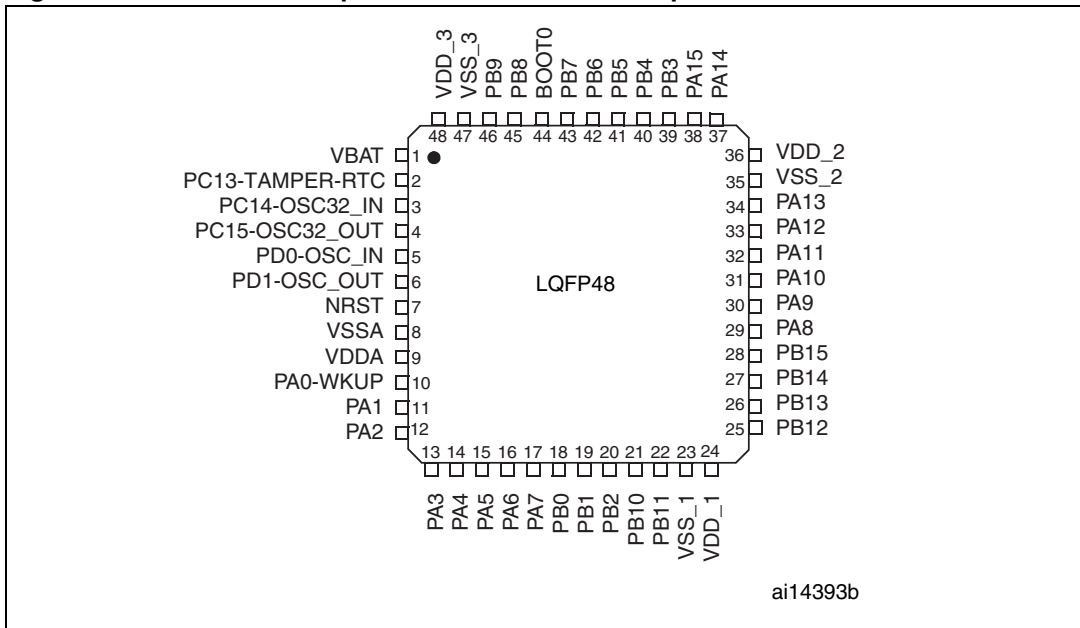 VDD_3
VSS_3
PB9
PB8
BOOT0
PB7
PB6
PB5
PB4
PB3
PA15
PA14
48 47 46 45 44 43 42 41 40 39 38 37
VBAT 1 36 VDD_2
PC13-TAMPER-RTC 2 35 VSS_2
PC14-OSC32_IN 3 34 PA13
PC15-OSC32_OUT 4 33 PA12
PD0-OSC_IN 5 32 PA11
PD1-OSC_OUT 6 LQFP48 31 PA10
NRST 7 30 PA9
VSSA 8 29 PA8
VDDA 9 28 PB15
PA0-WKUP 10 27 PB14
PA1 11 26 PB13
PA2 12 25 PB12
13 14 15 16 17 18 19 20 21 22 23 24
PA3
PA4
PA5
PA6
PA7
PB0
PB1
PB2
PB10
PB11
VSS_1
VDD_1
ai14393b